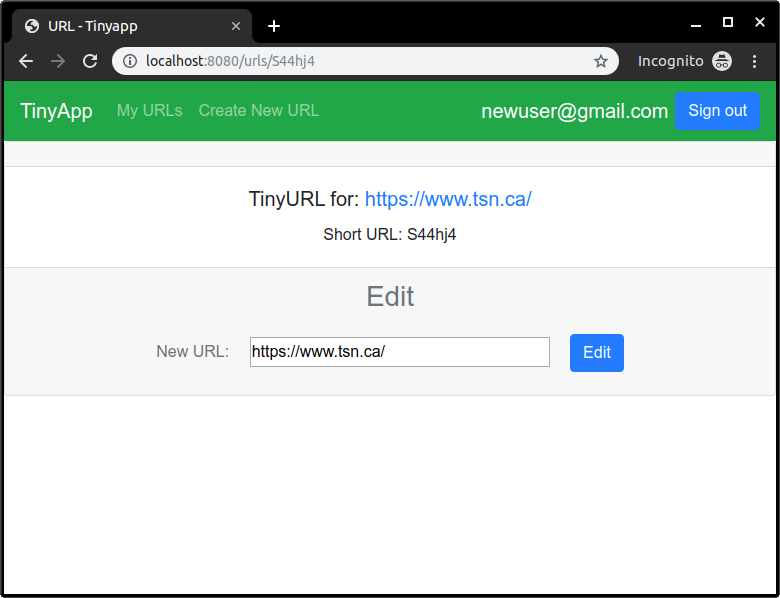 URL - Tinyapp
localhost:8080/urls/S44hj4
Incognito
TinyApp My URLs Create New URL newuser@gmail.com Sign out
TinyURL for: https://www.tsn.ca/
Short URL: S44hj4
Edit
New URL: https://www.tsn.ca/ Edit